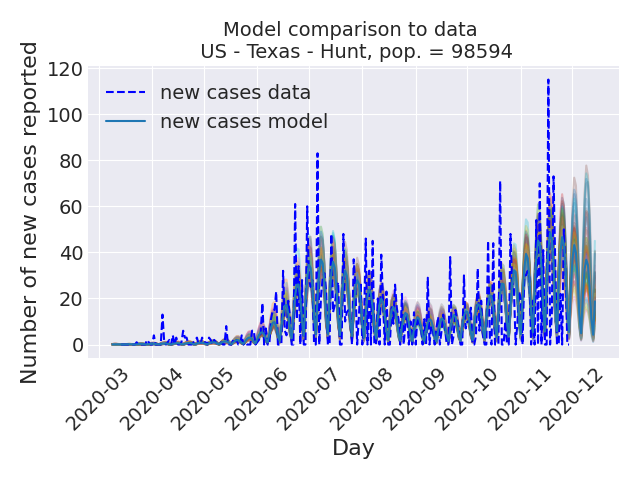 Model comparison to data
US - Texas - Hunt, pop. = 98594
Number of new cases reported
120
100
80
60
40
20
0
new cases data
new cases model
2020-03
2020-04
2020-05
2020-06
2020-07
2020-08
2020-09
2020-10
2020-11
2020-12
Day